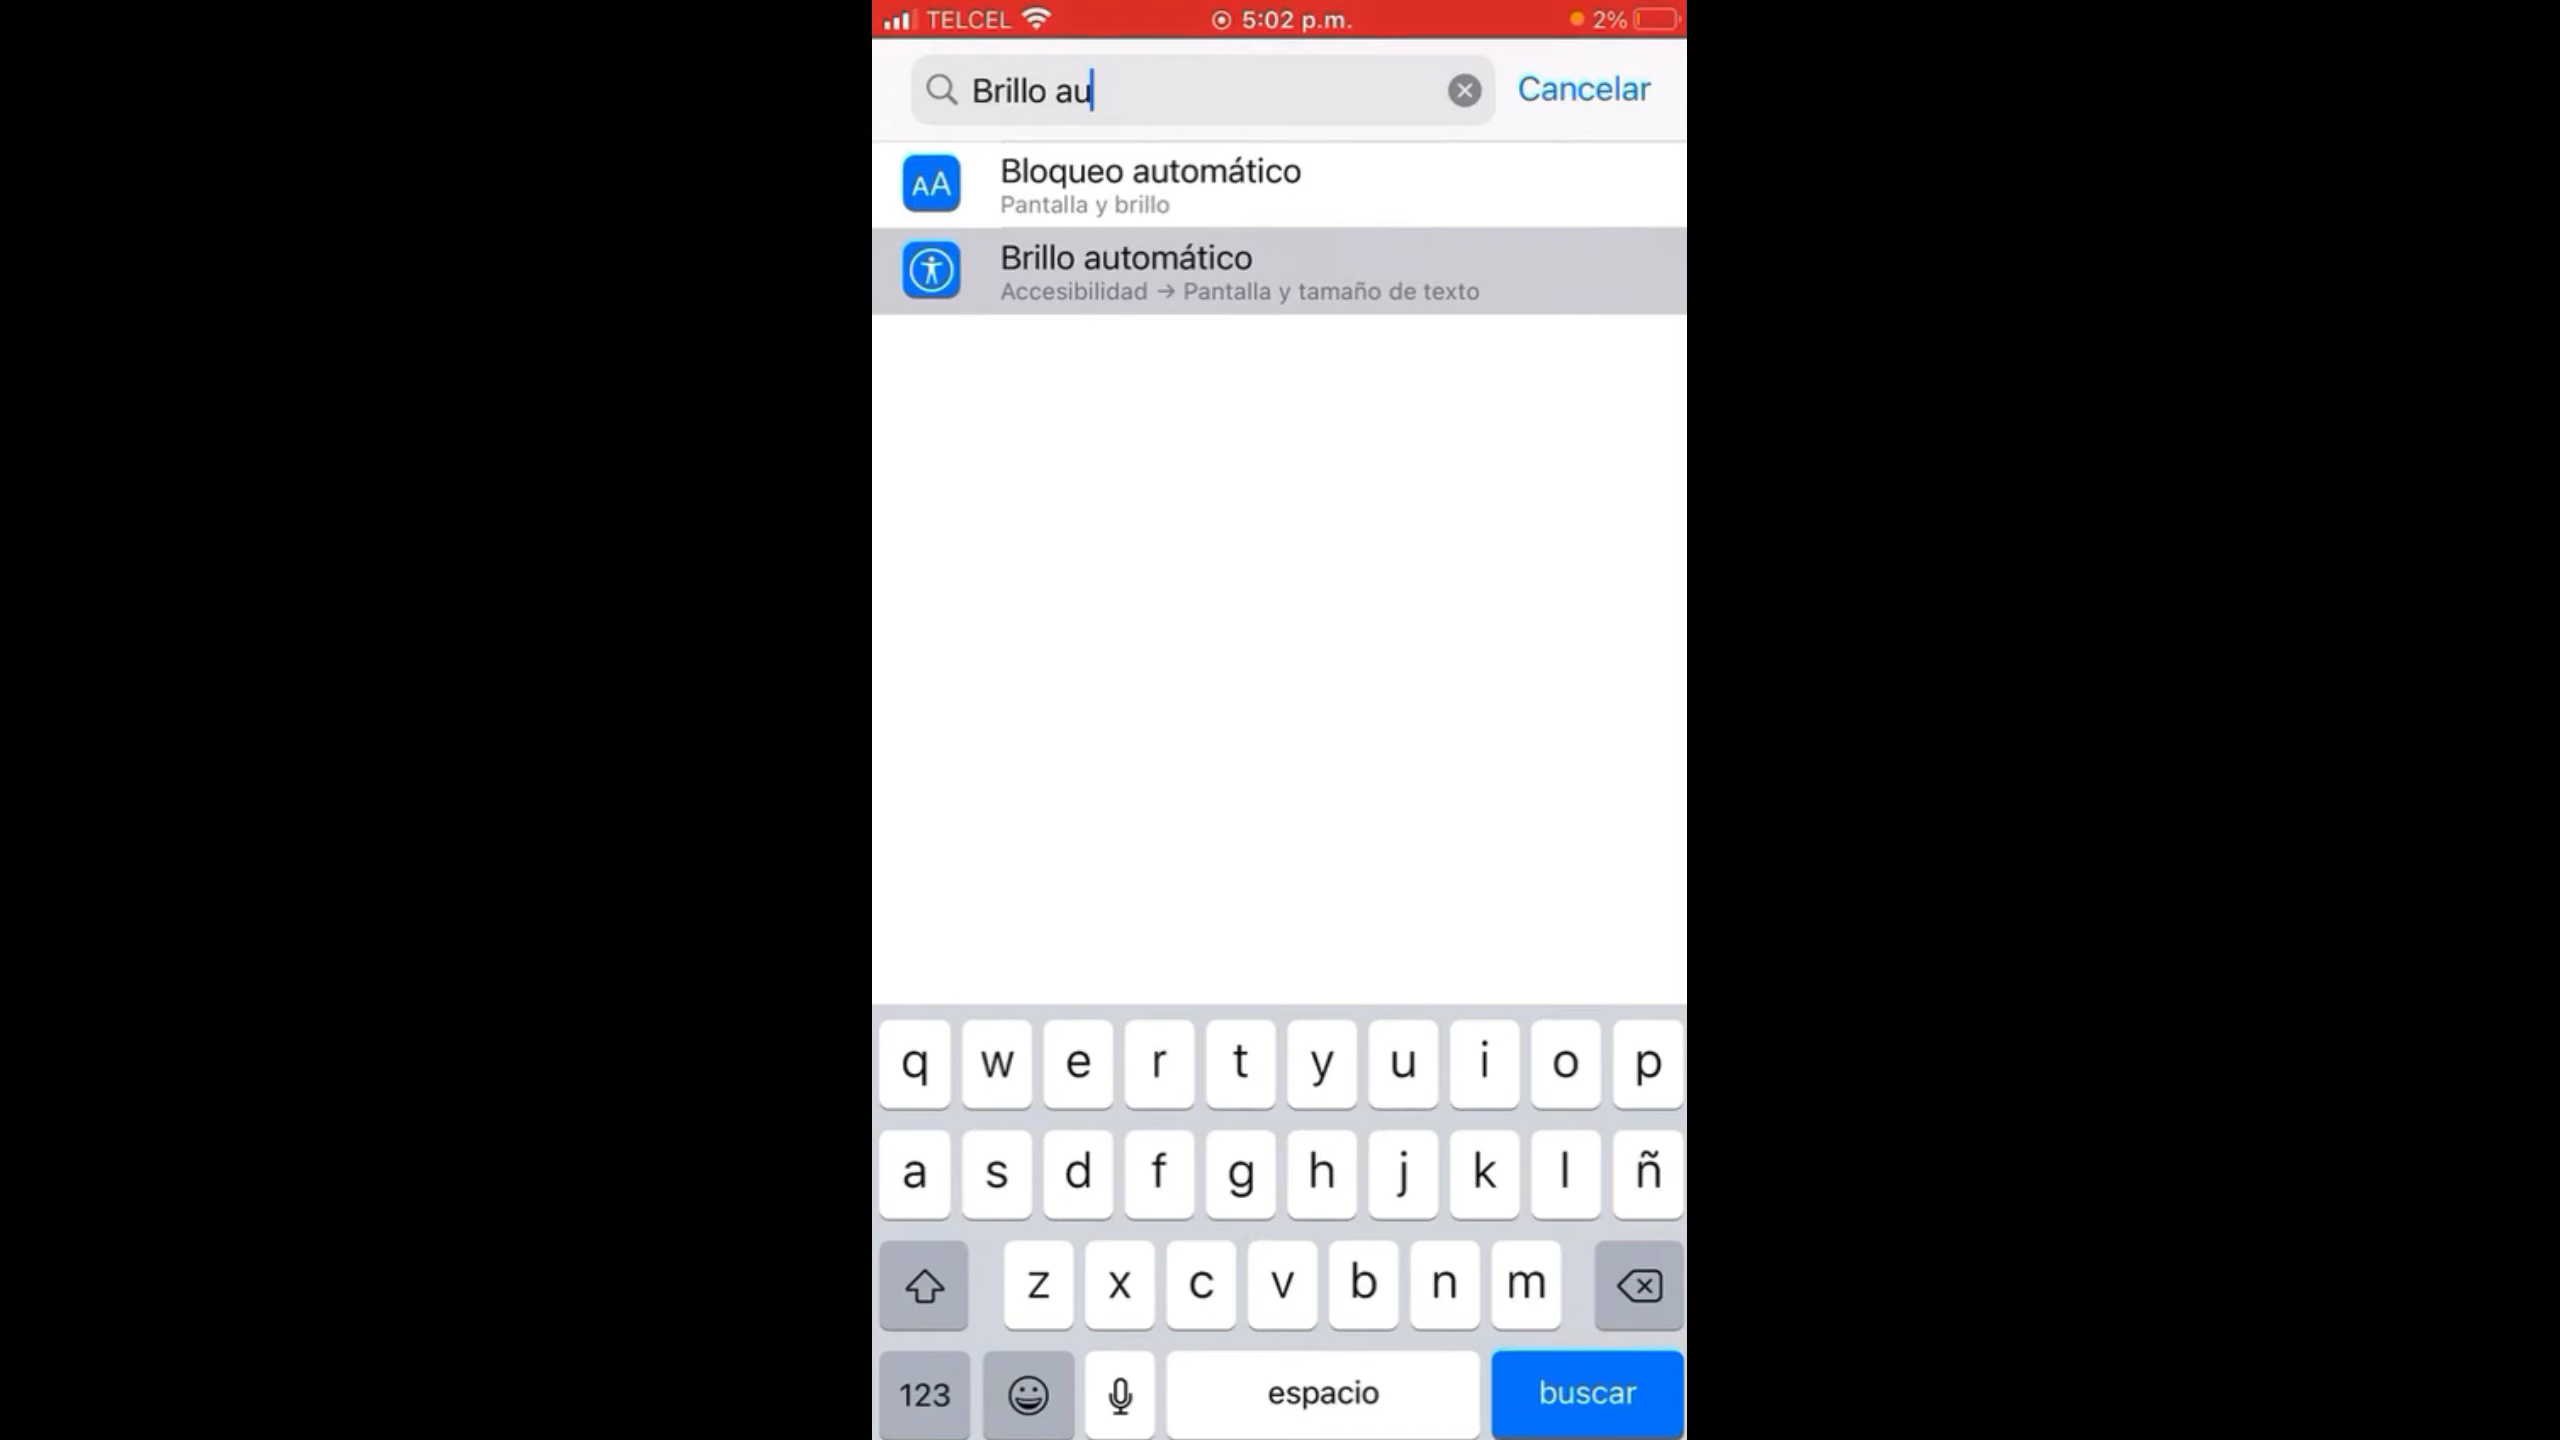 TELCEL 5:02 p.m. 2%
Brillo au Cancelar
AA Bloqueo automático
Pantalla y brillo
Brillo automático
Accesibilidad → Pantalla y tamaño de texto
q w e r t y u i o p
a s d f g h j k l ñ
z x c v b n m
123 espacio buscar